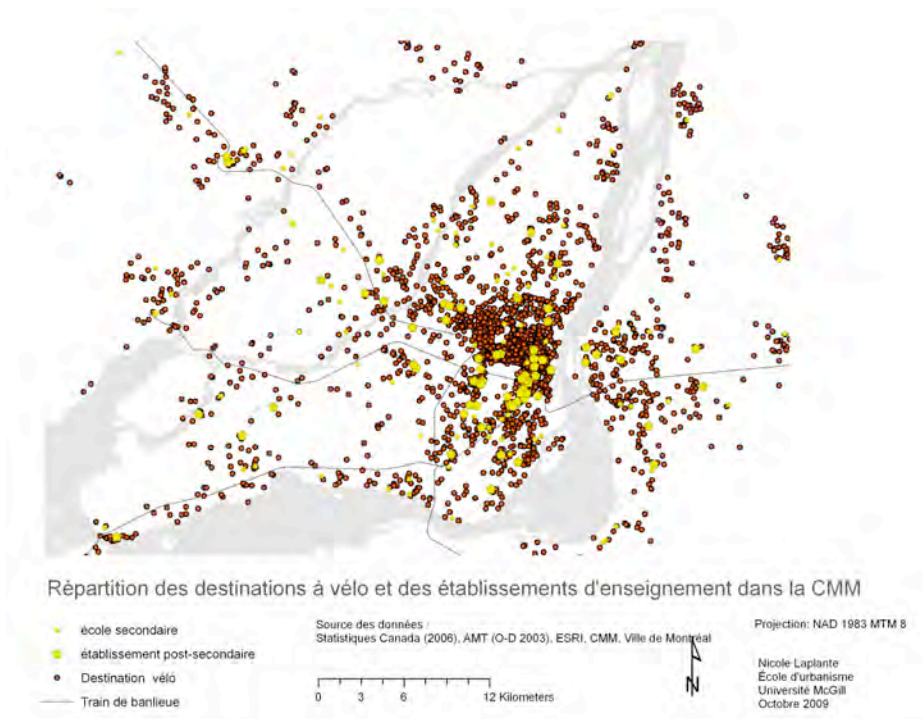 Répartition des destinations à vélo et des établissements d'enseignement dans la CMM
école secondaire
établissement post-secondaire
Destination vélo
Train de banlieue
Source des données :
Statistiques Canada (2006), AMT (O-D 2003), ESRI, CMM, Ville de Montréal
0 3 6 12 Kilometers
N
Projection: NAD 1983 MTM 8
Nicole Laplante
École d'urbanisme
Université McGill
Octobre 2009